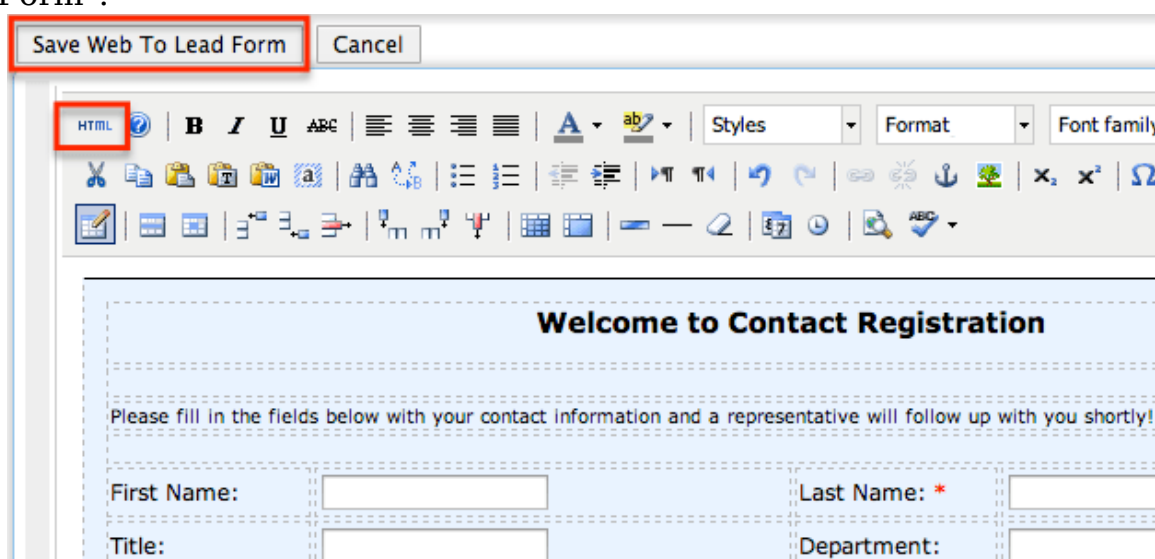 Form".
Save Web To Lead Form Cancel
HTML B I U ABC A ab Styles Format Font family
Welcome to Contact Registration
Please fill in the fields below with your contact information and a representative will follow up with you shortly!
First Name: Last Name: *
Title: Department: